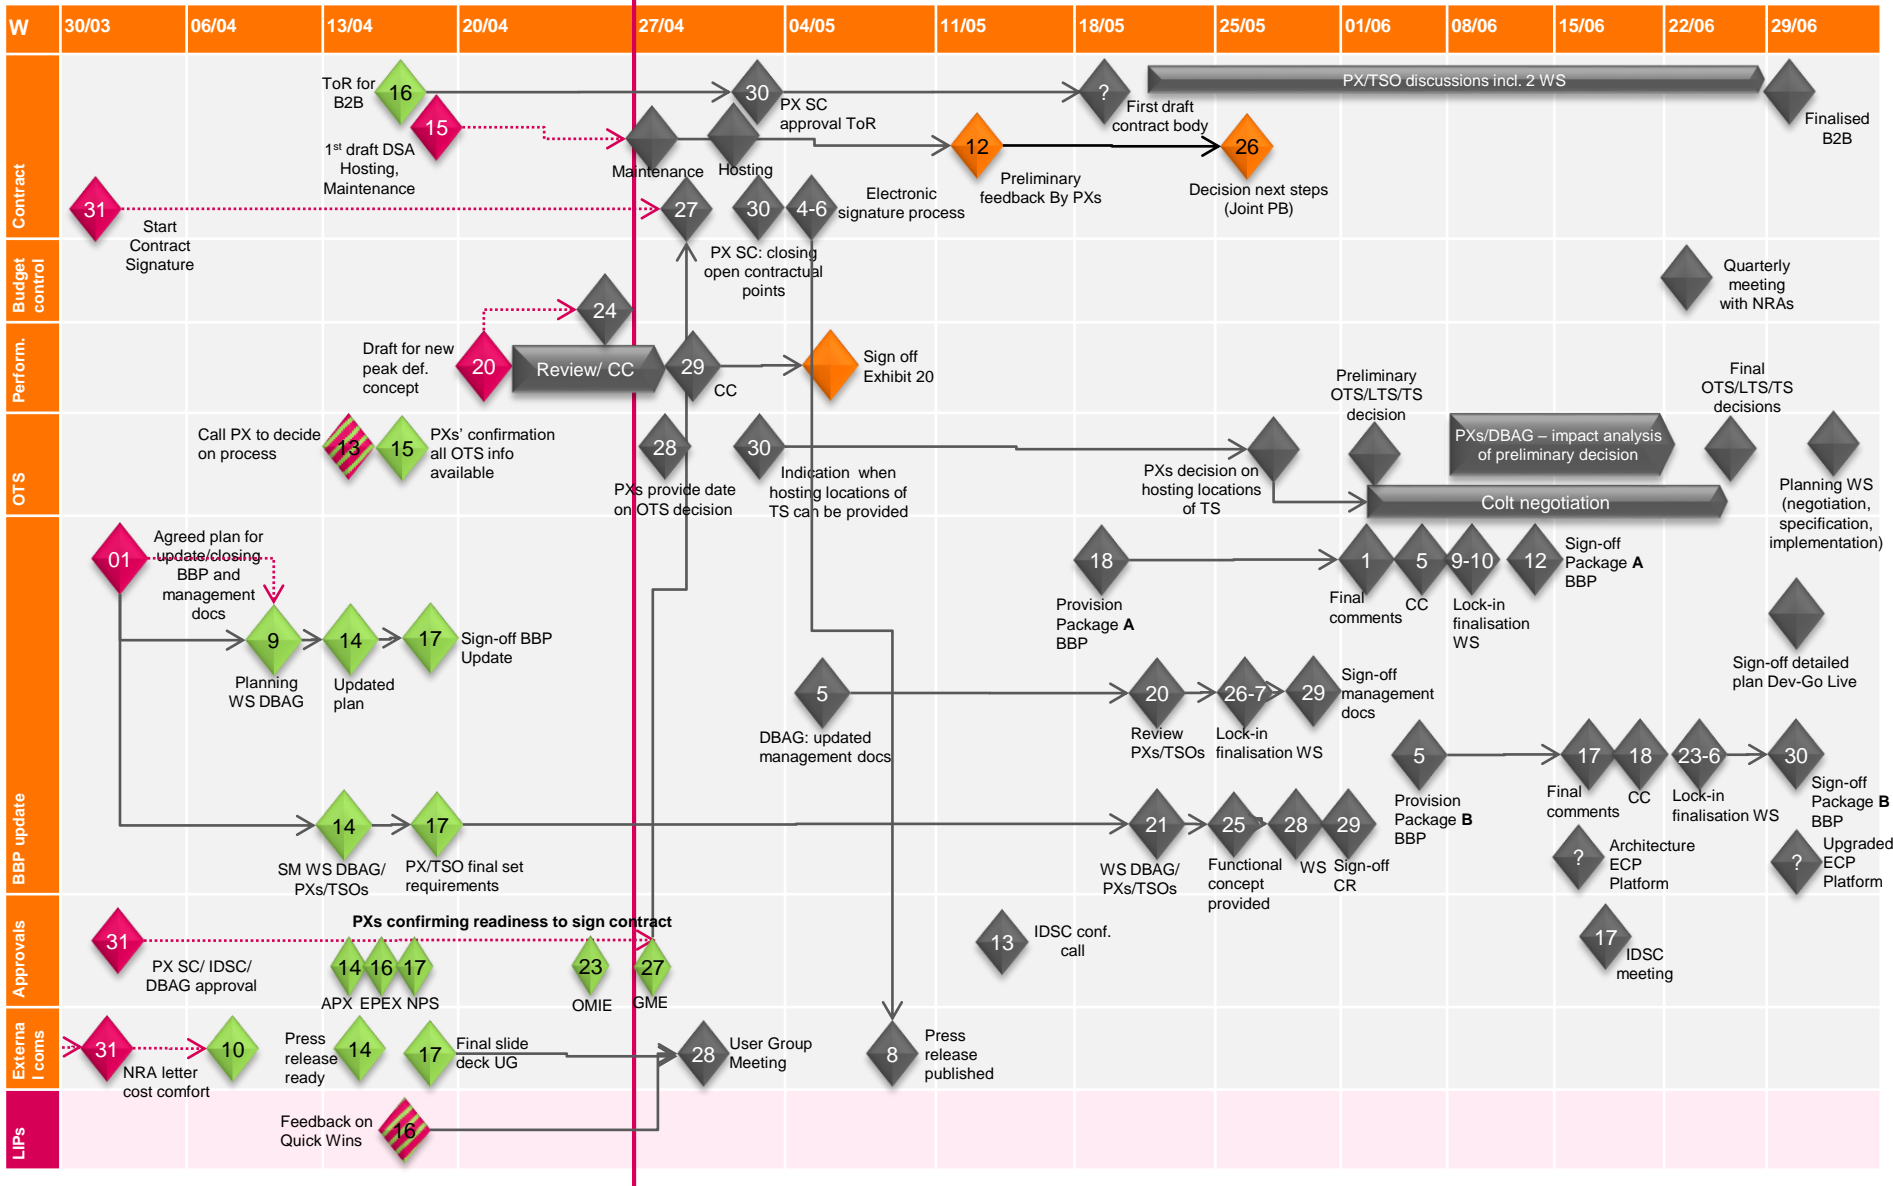 W
30/03
06/04
13/04
20/04
27/04
04/05
11/05
18/05
25/05
01/06
08/06
15/06
22/06
29/06
Contract
ToR for
B2B
16
30
PX SC
approval ToR
?
First draft
contract body
PX/TSO discussions incl. 2 WS
Finalised
B2B
15
1st draft DSA
Hosting,
Maintenance
Maintenance
Hosting
12
Preliminary
feedback By PXs
26
Decision next steps
(Joint PB)
31
Start
Contract
Signature
27
30
4-6
Electronic
signature process
PX SC: closing
open contractual
points
Budget
control
24
Quarterly
meeting
with NRAs
Perform.
Draft for new
peak def.
concept
20
Review/ CC
29
CC
Sign off
Exhibit 20
OTS
Call PX to decide
on process
13
15
PXs’ confirmation
all OTS info
available
28
PXs provide date
on OTS decision
30
Indication when
hosting locations of
TS can be provided
PXs decision on
hosting locations
of TS
Preliminary
OTS/LTS/TS
decision
PXs/DBAG – impact analysis
of preliminary decision
Colt negotiation
Final
OTS/LTS/TS
decisions
Planning WS
(negotiation,
specification,
implementation)
BBP update
01
Agreed plan for
update/closing
BBP and
management
docs
9
Planning
WS DBAG
14
Updated
plan
17
Sign-off BBP
Update
18
Provision
Package A
BBP
1
Final
comments
5
CC
9-10
Lock-in
finalisation
WS
12
Sign-off
Package A
BBP
Sign-off detailed
plan Dev-Go Live
5
DBAG: updated
management docs
20
Review
PXs/TSOs
26-7
Lock-in
finalisation WS
29
Sign-off
management
docs
5
Provision
Package B
BBP
17
Final
comments
18
CC
23-6
Lock-in
finalisation WS
30
Sign-off
Package B
BBP
14
SM WS DBAG/
PXs/TSOs
17
PX/TSO final set
requirements
21
WS DBAG/
PXs/TSOs
25
Functional
concept
provided
28
WS
29
Sign-off
CR
?
Architecture
ECP
Platform
?
Upgraded
ECP
Platform
Approvals
PXs confirming readiness to sign contract
31
PX SC/ IDSC/
DBAG approval
14
16
17
APX EPEX NPS
23
OMIE
27
GME
13
IDSC conf.
call
17
IDSC
meeting
Externa
l coms
31
NRA letter
cost comfort
10
Press
release
ready
14
17
Final slide
deck UG
28
User Group
Meeting
8
Press
release
published
LIPs
Feedback on
Quick Wins
16